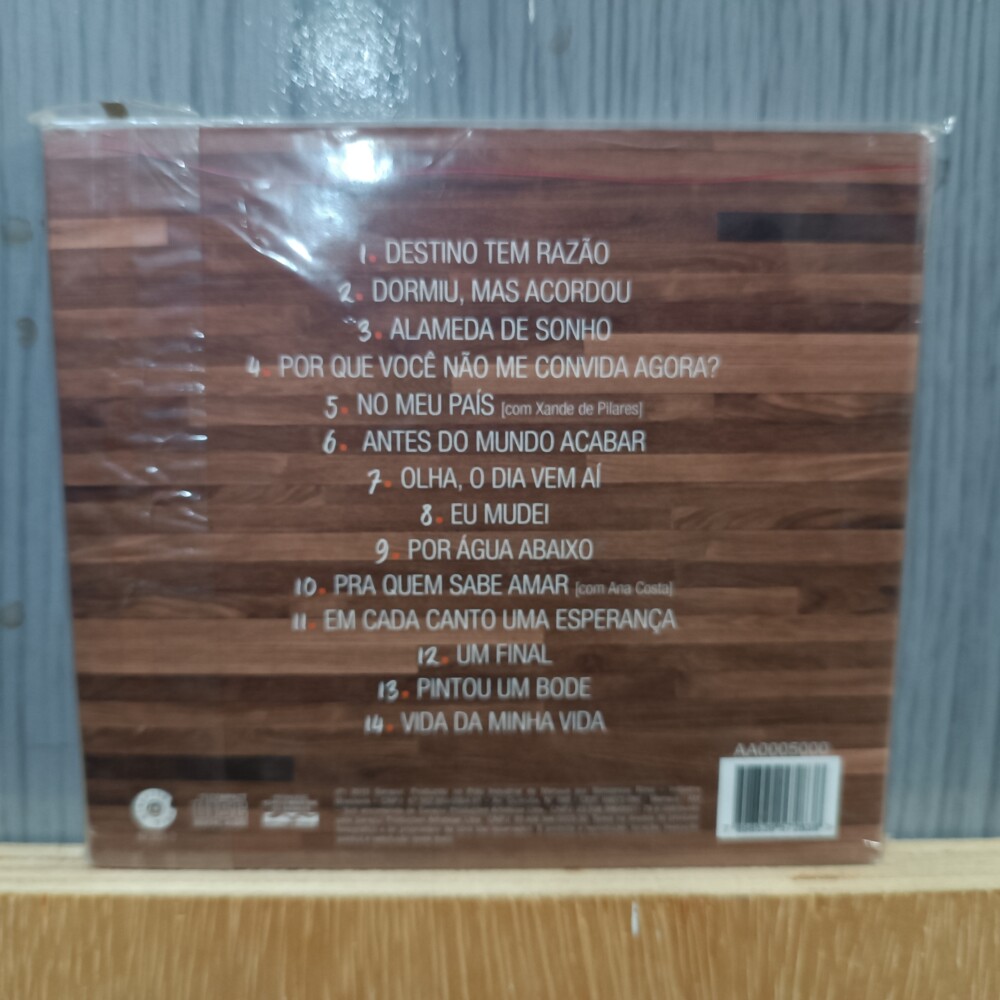 1. DESTINO TEM RAZÃO
2. DORMIU, MAS ACORDOU
3. ALAMEDA DE SONHO
4. POR QUE VOCÊ NÃO ME CONVIDA AGORA?
5. NO MEU PAÍS [com Xande de Pilares]
6. ANTES DO MUNDO ACABAR
7. OLHA, O DIA VEM AÍ
8. EU MUDEI
9. POR ÁGUA ABAIXO
10. PRA QUEM SABE AMAR [com Ana Costa]
11. EM CADA CANTO UMA ESPERANÇA
12. UM FINAL
13. PINTOU UM BODE
14. VIDA DA MINHA VIDA
AA0005000